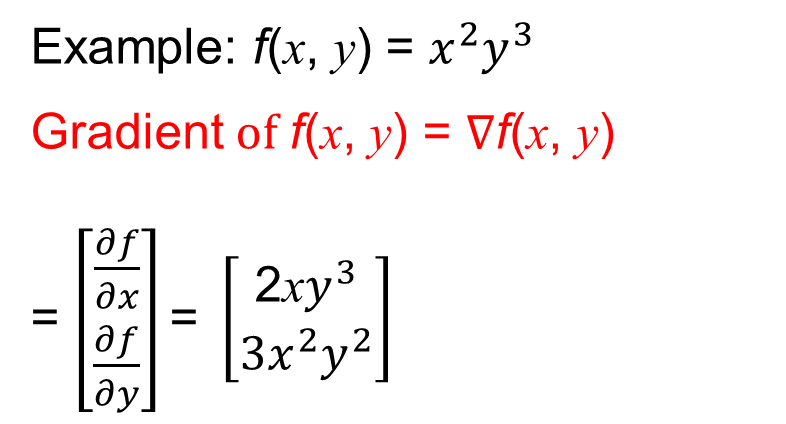 Example: f(x, y) = x²y³
Gradient of f(x, y) = ∇f(x, y)
= [∂f/∂x ∂f/∂y] = [2xy³ 3x²y²]